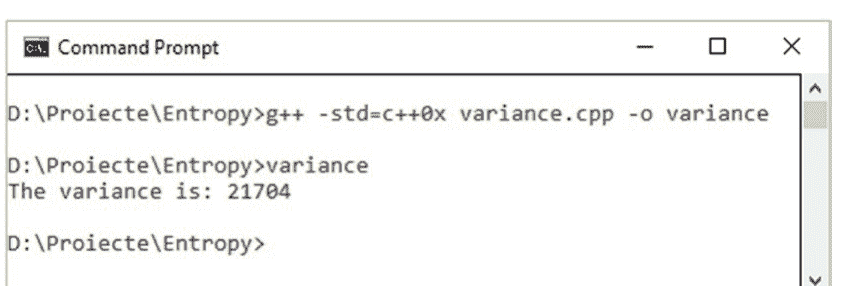 Command Prompt
D:\Proiecte\Entropy>g++ -std=c++0x variance.cpp -o variance
D:\Proiecte\Entropy>variance
The variance is: 21704
D:\Proiecte\Entropy>